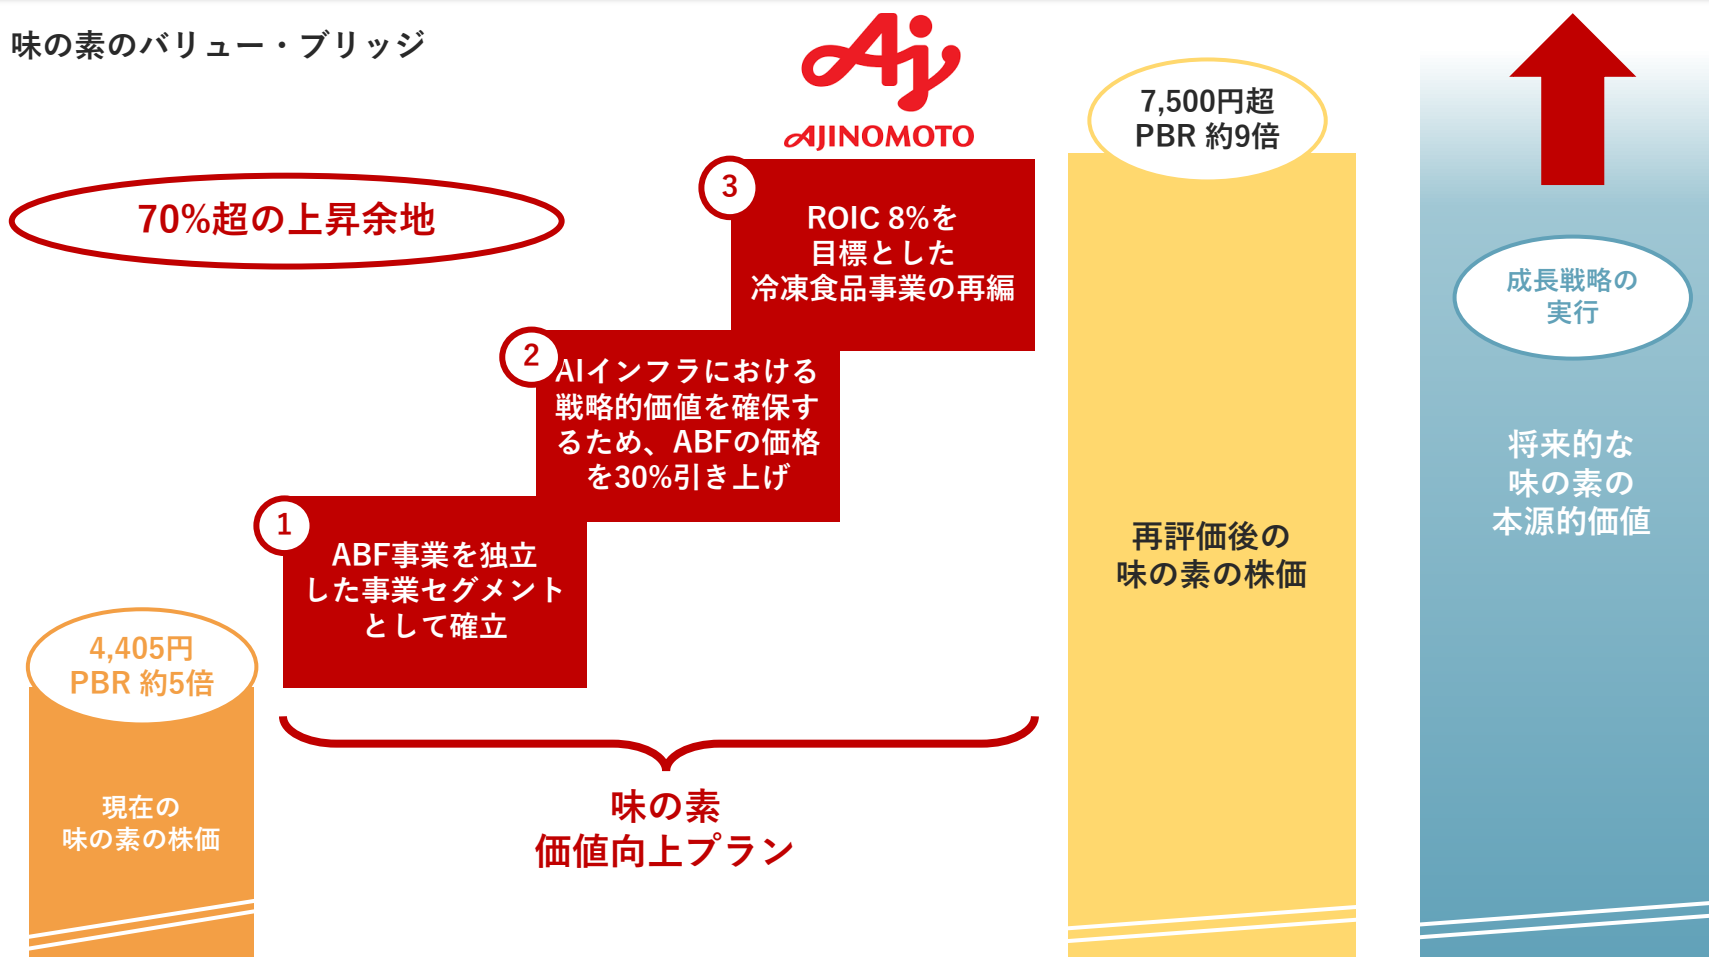 味の素のバリュー・ブリッジ
AJINOMOTO
70%超の上昇余地
4,405円
PBR 約5倍
現在の
味の素の株価
1
ABF事業を独立
した事業セグメント
として確立
2
AIインフラにおける
戦略的価値を確保す
るため、ABFの価格
を30%引き上げ
3
ROIC 8%を
目標とした
冷凍食品事業の再編
味の素
価値向上プラン
7,500円超
PBR 約9倍
再評価後の
味の素の株価
成長戦略の
実行
将来的な
味の素の
本源的価値